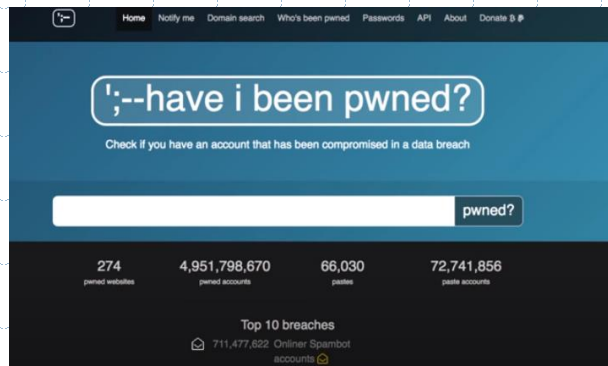 ';--
Home Notify me Domain search Who's been pwned Passwords API About Donate
';--have i been pwned?
Check if you have an account that has been compromised in a data breach
pwned?
274 4,951,798,670 66,030 72,741,856
pwned websites pwned accounts pastes paste accounts
Top 10 breaches
711,477,622 Onliner Spambot
accounts